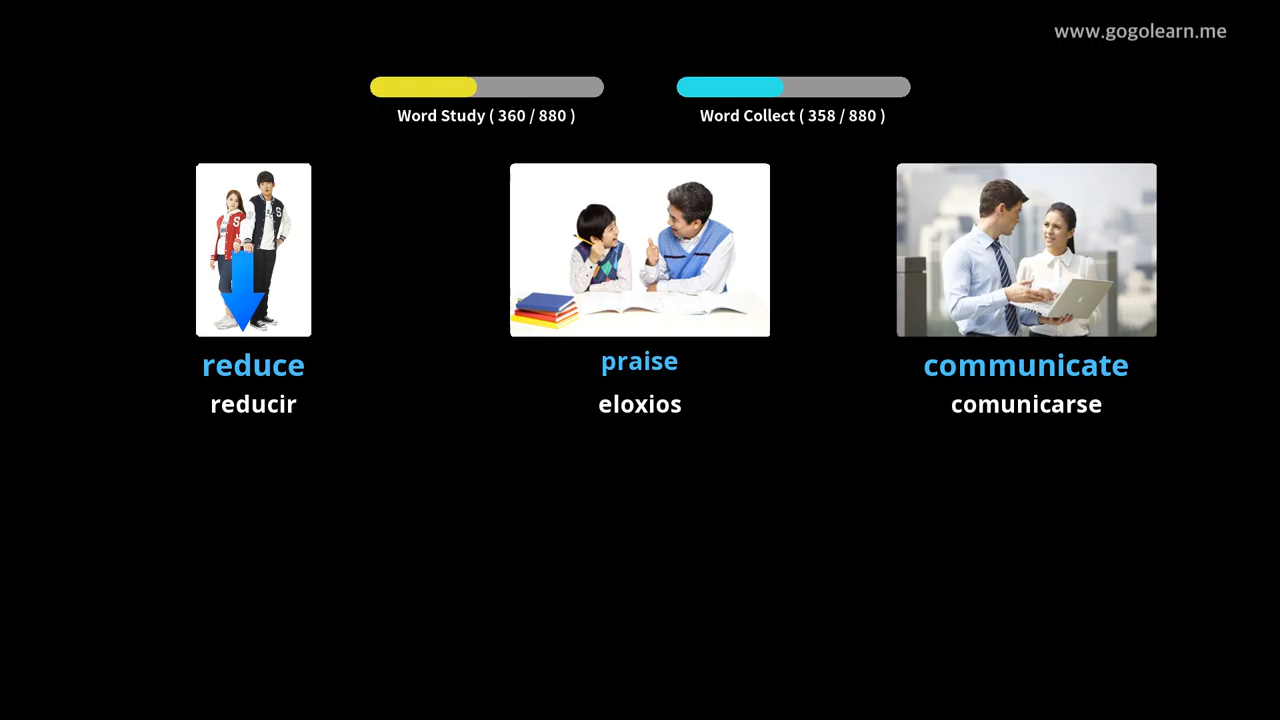 www.gogolearn.me
Word Study ( 360 / 880 )
Word Collect ( 358 / 880 )
reduce
praise
communicate
reducir
eloxios
comunicarse